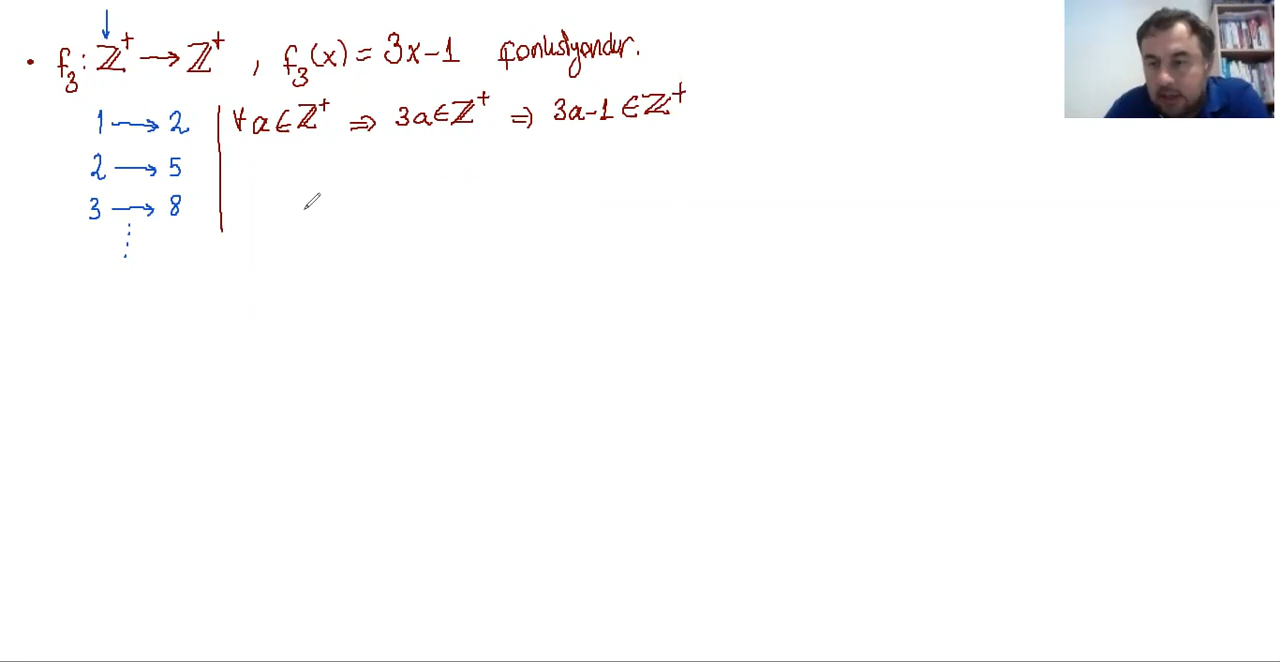 • f₃ : ℤ⁺ → ℤ⁺ , f₃(x) = 3x-1 fonksiyondur.
1 → 2 | ∀a∈ℤ⁺ ⇒ 3a∈ℤ⁺ ⇒ 3a-1∈ℤ⁺
2 → 5
3 → 8